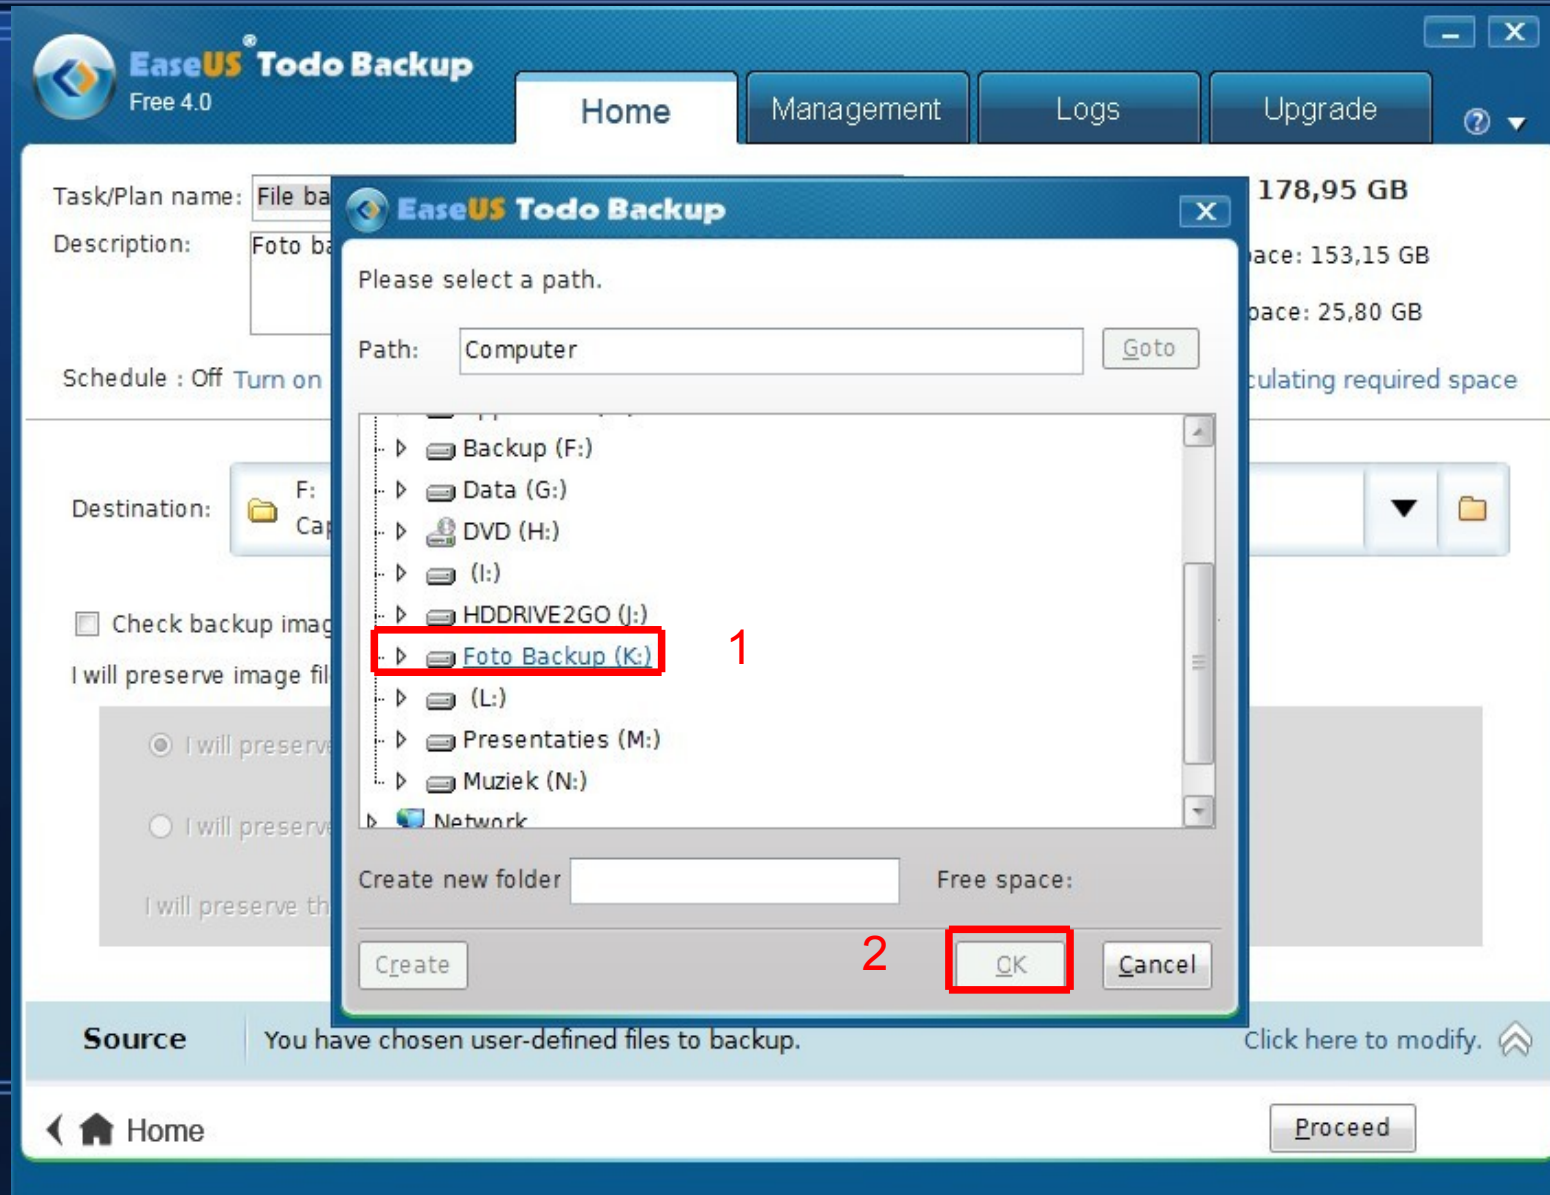 EaseUS® Todo Backup
Free 4.0
Home
Management
Logs
Upgrade
Task/Plan name: File ba
178,95 GB
Description: Foto ba
ace: 153,15 GB
pace: 25,80 GB
Schedule : Off Turn on
culating required space
EaseUS Todo Backup
Please select a path.
Path: Computer
Goto
Backup (F:)
Data (G:)
DVD (H:)
(I:)
HDDRIVE2GO (J:)
Foto Backup (K:)
1
(L:)
Presentaties (M:)
Muziek (N:)
Network
Create new folder
Free space:
Create
2
OK
Cancel
Destination:
F:
Cap
Check backup imag
I will preserve image fil
I will preserve
I will preserve
I will preserve th
Source
You have chosen user-defined files to backup.
Click here to modify.
Home
Proceed